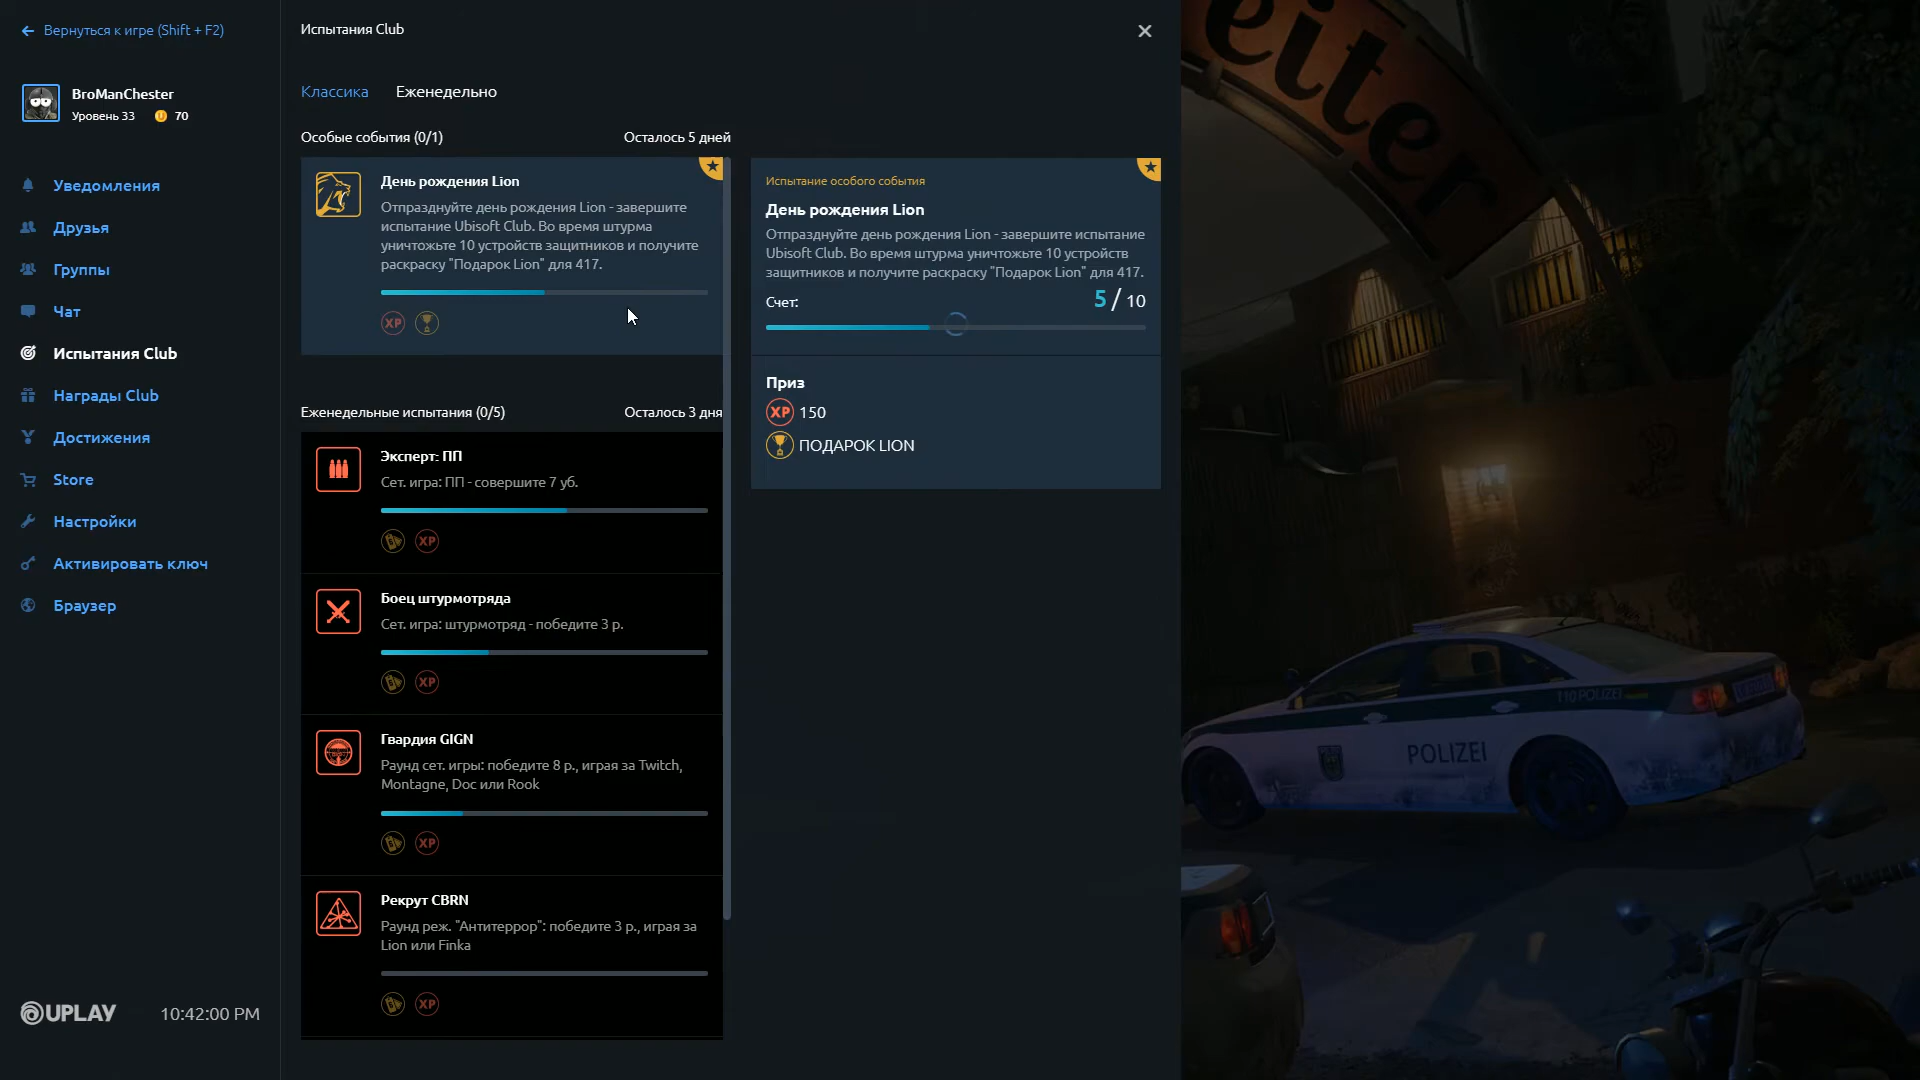 Вернуться к игре (Shift + F2)
BroManChester
Уровень 33 70
Уведомления
Друзья
Группы
Чат
Испытания Club
Награды Club
Достижения
Store
Настройки
Активировать ключ
Браузер
UPLAY
10:42:00 PM
Испытания Club
Классика Еженедельно
Особые события (0/1) Осталось 5 дней
День рождения Lion
Отпразднуйте день рождения Lion - завершите
испытание Ubisoft Club. Во время штурма
уничтожьте 10 устройств защитников и получите
раскраску "Подарок Lion" для 417.
XP
Еженедельные испытания (0/5) Осталось 3 дня
Эксперт: ПП
Сет. игра: ПП - совершите 7 уб.
XP
Боец штурмотряда
Сет. игра: штурмотряд - победите 3 р.
XP
Гвардия GIGN
Раунд сет. игры: победите 8 р., играя за Twitch,
Montagne, Doc или Rook
XP
Рекрут CBRN
Раунд реж. "Антитеррор": победите 3 р., играя за
Lion или Finka
XP
Испытание особого события
День рождения Lion
Отпразднуйте день рождения Lion - завершите испытание
Ubisoft Club. Во время штурма уничтожьте 10 устройств
защитников и получите раскраску "Подарок Lion" для 417.
Счет: 5 / 10
Приз
XP 150
ПОДАРОК LION
eiter
110 POLIZEI
POLIZEI